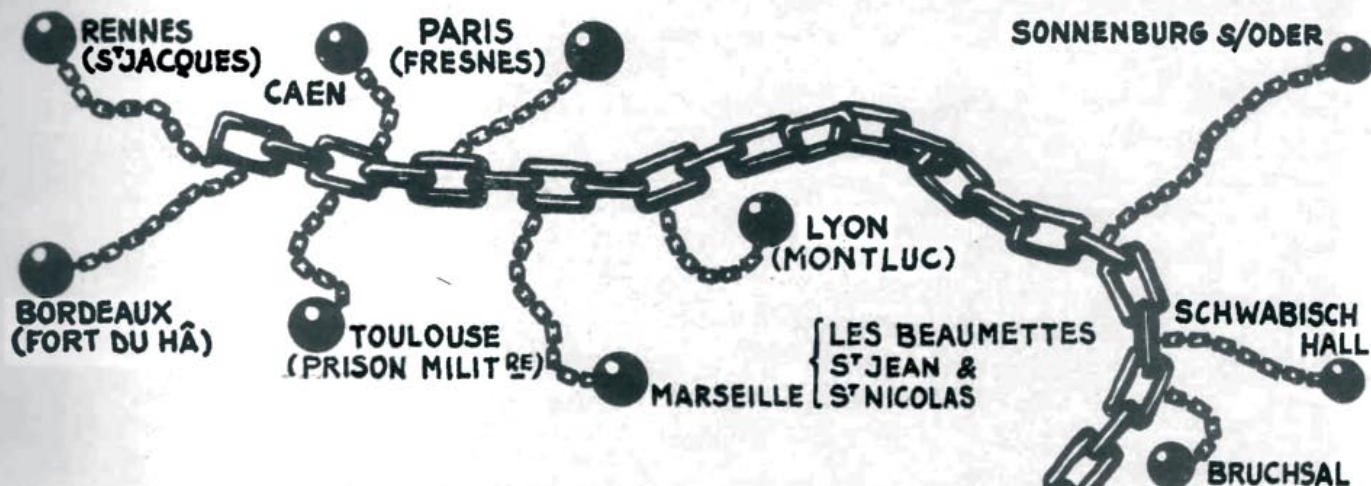 RENNES
(ST JACQUES)
CAEN
PARIS
(FRESNES)
SONNENBURG S/ODER
BORDEAUX
(FORT DU HÂ)
TOULOUSE
(PRISON MILIT RE)
LYON
(MONTLUC)
MARSEILLE { LES BEAUMETTES
ST JEAN &
ST NICOLAS
SCHWABISCH
HALL
BRUCHSAL